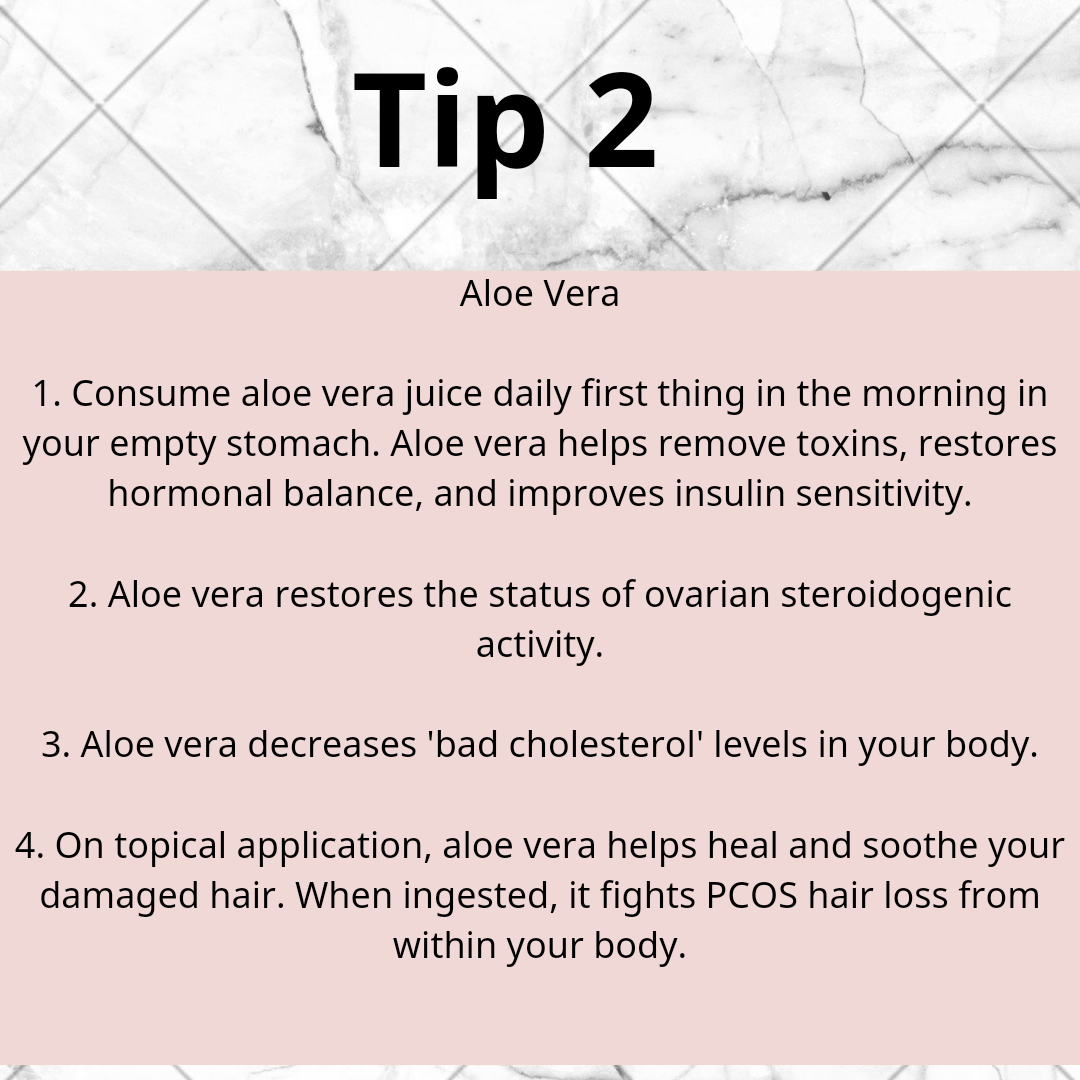 Tip 2
Aloe Vera
1. Consume aloe vera juice daily first thing in the morning in
your empty stomach. Aloe vera helps remove toxins, restores
hormonal balance, and improves insulin sensitivity.
2. Aloe vera restores the status of ovarian steroidogenic
activity.
3. Aloe vera decreases 'bad cholesterol' levels in your body.
4. On topical application, aloe vera helps heal and soothe your
damaged hair. When ingested, it fights PCOS hair loss from
within your body.